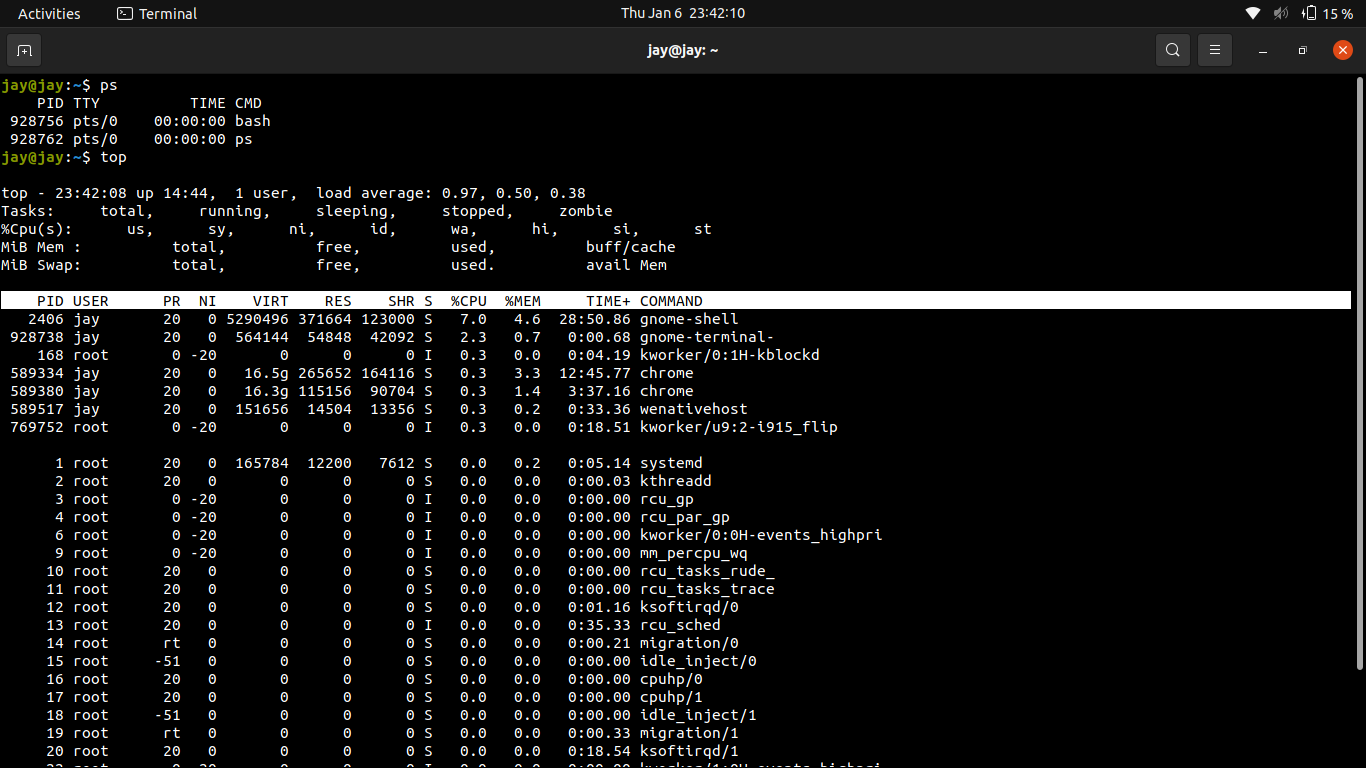 Activities Terminal Thu Jan 6 23:42:10 15 %
jay@jay: ~
jay@jay:~$ ps
    PID TTY          TIME CMD
 928756 pts/0    00:00:00 bash
 928762 pts/0    00:00:00 ps
jay@jay:~$ top
top - 23:42:08 up 14:44,  1 user,  load average: 0.97, 0.50, 0.38
Tasks:     total,     running,     sleeping,     stopped,     zombie
%Cpu(s):      us,      sy,      ni,      id,      wa,      hi,      si,      st
MiB Mem :          total,          free,          used,          buff/cache
MiB Swap:          total,          free,          used.          avail Mem
    PID USER      PR  NI    VIRT    RES    SHR S  %CPU  %MEM     TIME+ COMMAND
   2406 jay       20   0 5290496 371664 123000 S   7.0   4.6  28:50.86 gnome-shell
 928738 jay       20   0  564144  54848  42092 S   2.3   0.7   0:00.68 gnome-terminal-
    168 root       0 -20       0      0      0 I   0.3   0.0   0:04.19 kworker/0:1H-kblockd
 589334 jay       20   0   16.5g 265652 164116 S   0.3   3.3  12:45.77 chrome
 589380 jay       20   0   16.3g 115156  90704 S   0.3   1.4   3:37.16 chrome
 589517 jay       20   0  151656  14504  13356 S   0.3   0.2   0:33.36 wenativehost
 769752 root       0 -20       0      0      0 I   0.3   0.0   0:18.51 kworker/u9:2-i915_flip
      1 root      20   0  165784  12200   7612 S   0.0   0.2   0:05.14 systemd
      2 root      20   0       0      0      0 S   0.0   0.0   0:00.03 kthreadd
      3 root       0 -20       0      0      0 I   0.0   0.0   0:00.00 rcu_gp
      4 root       0 -20       0      0      0 I   0.0   0.0   0:00.00 rcu_par_gp
      6 root       0 -20       0      0      0 I   0.0   0.0   0:00.00 kworker/0:0H-events_highpri
      9 root       0 -20       0      0      0 I   0.0   0.0   0:00.00 mm_percpu_wq
     10 root      20   0       0      0      0 S   0.0   0.0   0:00.00 rcu_tasks_rude_
     11 root      20   0       0      0      0 S   0.0   0.0   0:00.00 rcu_tasks_trace
     12 root      20   0       0      0      0 S   0.0   0.0   0:01.16 ksoftirqd/0
     13 root      20   0       0      0      0 I   0.0   0.0   0:35.33 rcu_sched
     14 root      rt   0       0      0      0 S   0.0   0.0   0:00.21 migration/0
     15 root     -51   0       0      0      0 S   0.0   0.0   0:00.00 idle_inject/0
     16 root      20   0       0      0      0 S   0.0   0.0   0:00.00 cpuhp/0
     17 root      20   0       0      0      0 S   0.0   0.0   0:00.00 cpuhp/1
     18 root     -51   0       0      0      0 S   0.0   0.0   0:00.00 idle_inject/1
     19 root      rt   0       0      0      0 S   0.0   0.0   0:00.33 migration/1
     20 root      20   0       0      0      0 S   0.0   0.0   0:18.54 ksoftirqd/1